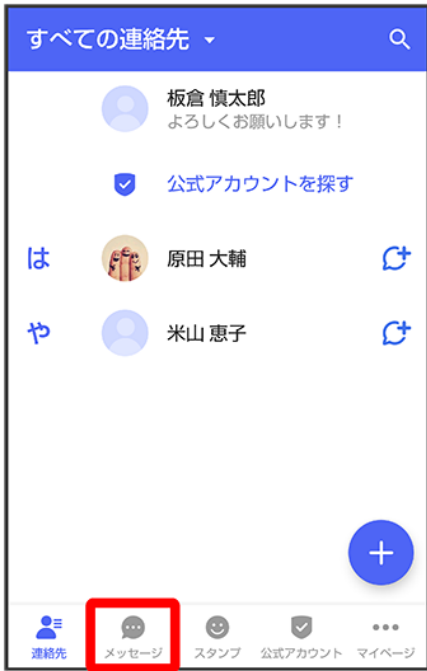 すべての連絡先
板倉 慎太郎
よろしくお願いします！
公式アカウントを探す
は
原田 大輔
や
米山 恵子
連絡先
メッセージ
スタンプ
公式アカウント
マイページ